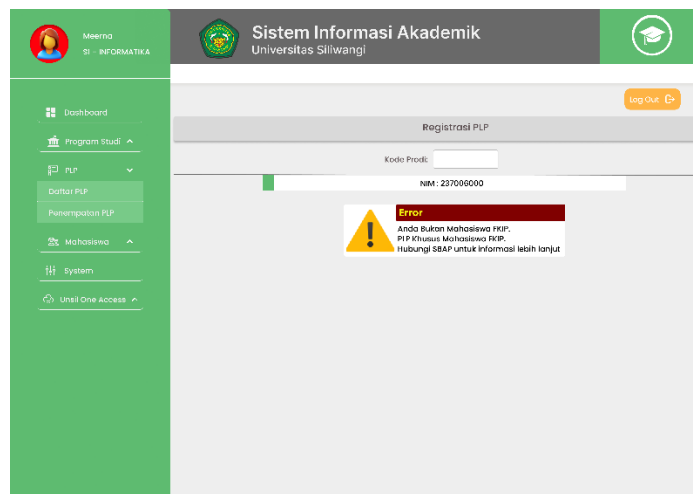 Meerna
S1 - INFORMATIKA
Sistem Informasi Akademik
Universitas Siliwangi
Log Out
Dashboard
Program Studi
PLP
Daftar PLP
Penempatan PLP
Mahasiswa
System
Unsil One Access
Registrasi PLP
Kode Prodi:
NIM : 237006000
Error
Anda Bukan Mahasiswa FKIP.
PLP Khusus Mahasiswa FKIP.
Hubungi SBAP untuk informasi lebih lanjut